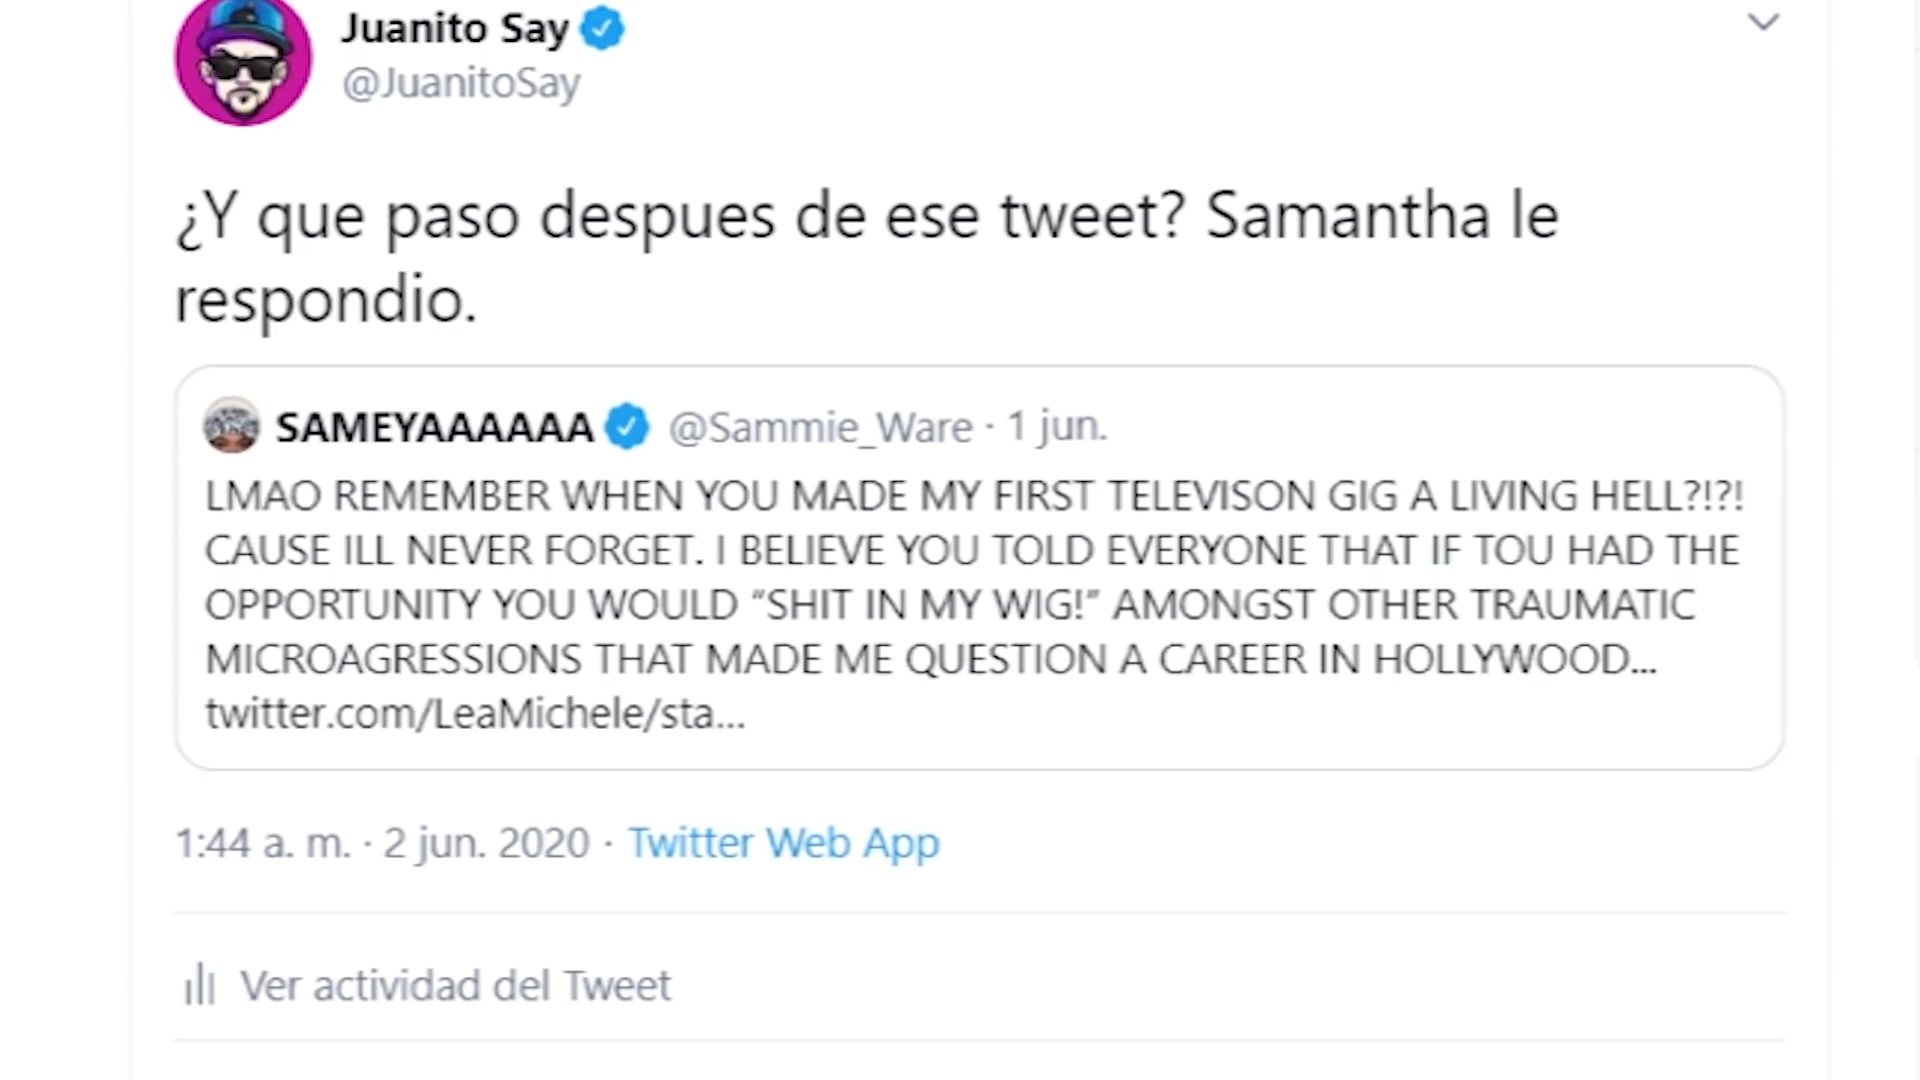 Juanito Say
@JuanitoSay
¿Y que paso despues de ese tweet? Samantha le
respondio.
SAMEYAAAAAA @Sammie_Ware · 1 jun.
LMAO REMEMBER WHEN YOU MADE MY FIRST TELEVISON GIG A LIVING HELL?!?!
CAUSE ILL NEVER FORGET. I BELIEVE YOU TOLD EVERYONE THAT IF TOU HAD THE
OPPORTUNITY YOU WOULD “SHIT IN MY WIG!” AMONGST OTHER TRAUMATIC
MICROAGRESSIONS THAT MADE ME QUESTION A CAREER IN HOLLYWOOD...
twitter.com/LeaMichele/sta...
1:44 a. m. · 2 jun. 2020 · Twitter Web App
Ver actividad del Tweet